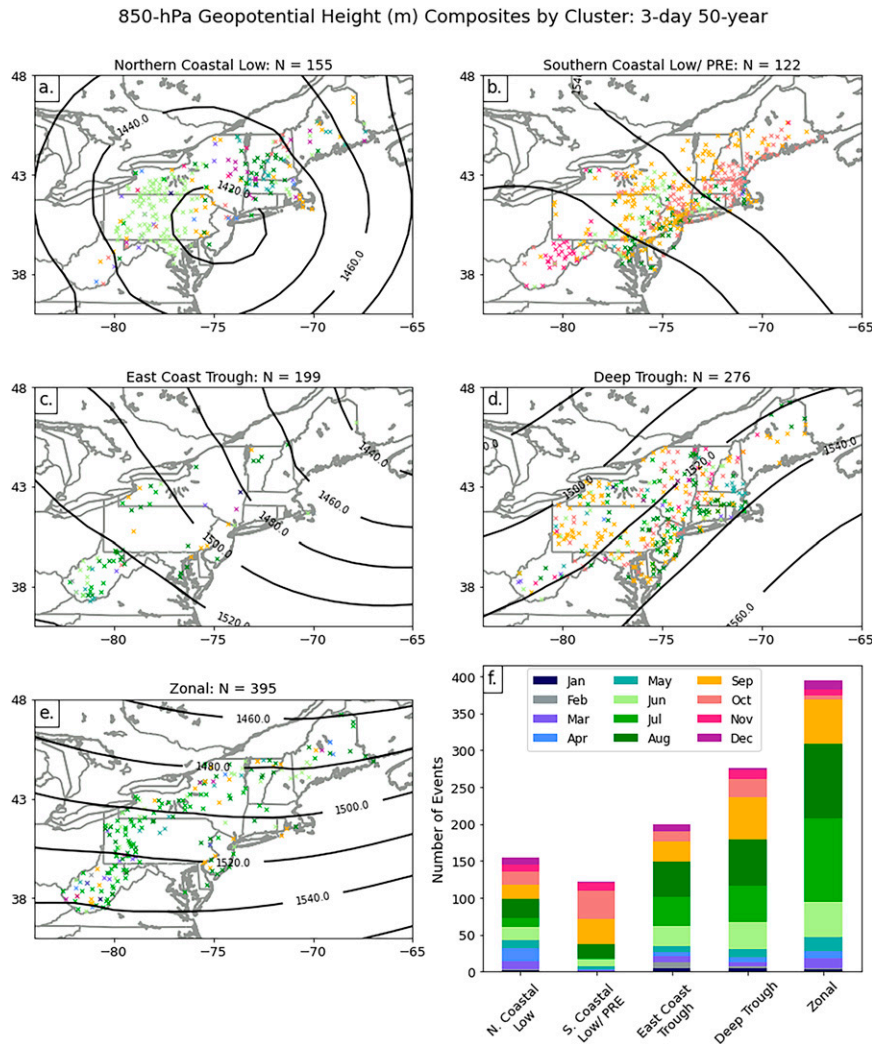 850-hPa Geopotential Height (m) Composites by Cluster: 3-day 50-year
Northern Coastal Low: N = 155
a.
1440.0
1420.0
1460.0
48
43
38
−80 −75 −70 −65
Southern Coastal Low/ PRE: N = 122
b.
48
43
38
−80 −75 −70 −65
East Coast Trough: N = 199
c.
1440.0
1460.0
1480.0
1500.0
1520.0
48
43
38
−80 −75 −70 −65
Deep Trough: N = 276
d.
1500.0
1520.0
1540.0
1560.0
48
43
38
−80 −75 −70 −65
Zonal: N = 395
e.
1460.0
1480.0
1500.0
1520.0
1540.0
48
43
38
−80 −75 −70 −65
f.
Jan May Sep
Feb Jun Oct
Mar Jul Nov
Apr Aug Dec
Number of Events
400
350
300
250
200
150
100
50
0
N. Coastal
Low
S. Coastal
Low/ PRE
East Coast
Trough
Deep Trough
Zonal